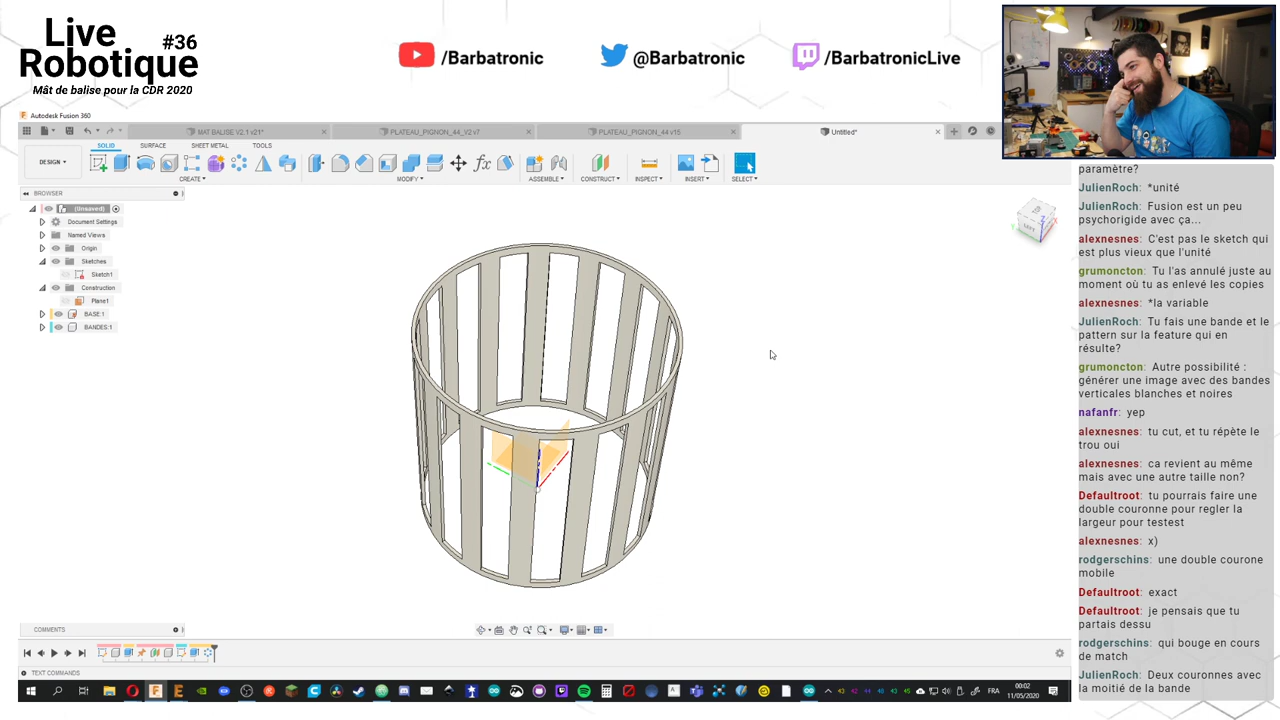 Live
Robotique #36
Mât de balise pour la CDR 2020
/Barbatronic
@Barbatronic
/BarbatronicLive
Autodesk Fusion 360
MAT BALISE V2.1 v21*
PLATEAU_PIGNON_44_V2 v7
PLATEAU_PIGNON_44 v15
Untitled*
SOLID
SURFACE
SHEET METAL
TOOLS
DESIGN
CREATE
MODIFY
ASSEMBLE
CONSTRUCT
INSPECT
INSERT
SELECT
BROWSER
(Unsaved)
Document Settings
Named Views
Origin
Sketches
Sketch1
Construction
Plane1
BASE:1
BANDES:1
LEFT
COMMENTS
TEXT COMMANDS
FRA
00:02
11/05/2020
paramètre?
JulienRoch: *unité
JulienRoch: Fusion est un peu
psychorigide avec ça...
alexnesnes: C'est pas le sketch qui
est plus vieux que l'unité
grumoncton: Tu l'as annulé juste au
moment où tu as enlevé les copies
alexnesnes: *la variable
JulienRoch: Tu fais une bande et le
pattern sur la feature qui en
résulte?
grumoncton: Autre possibilité :
générer une image avec des bandes
verticales blanches et noires
nafanfr: yep
alexnesnes: tu cut, et tu répète le
trou oui
alexnesnes: ca revient au même
mais avec une autre taille non?
Defaultroot: tu pourrais faire une
double couronne pour regler la
largeur pour testest
alexnesnes: x)
rodgerschins: une double courone
mobile
Defaultroot: exact
Defaultroot: je pensais que tu
partais dessu
rodgerschins: qui bouge en cours
de match
JulienRoch: Deux couronnes avec
la moitié de la bande